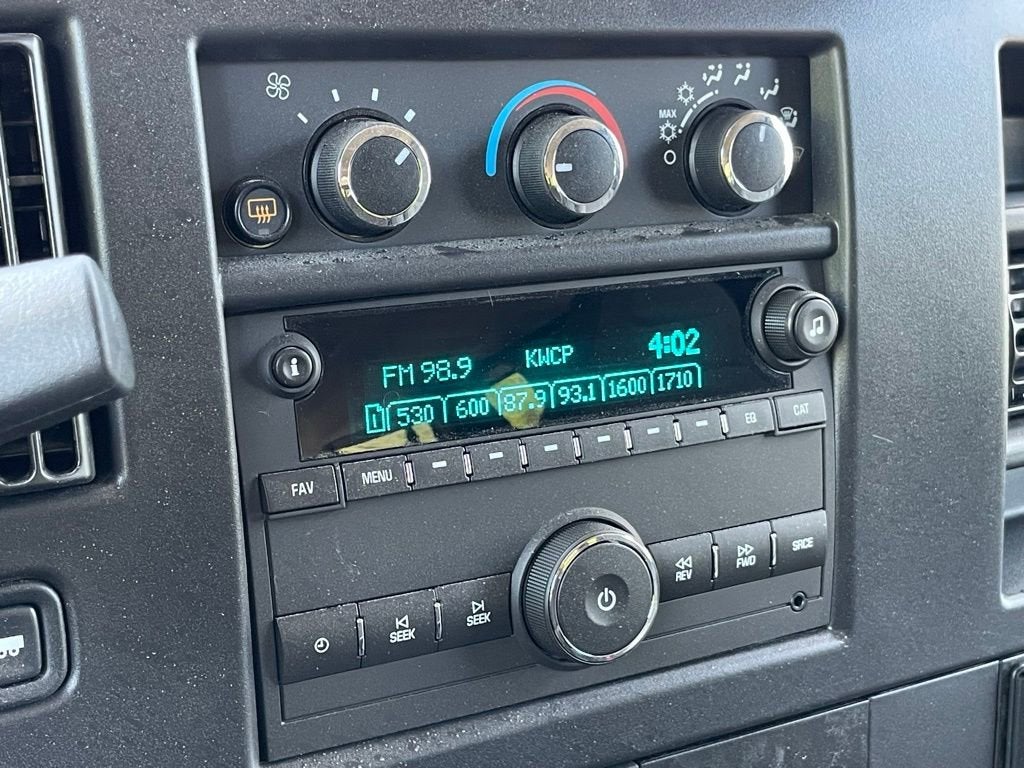 MAX
FM 98.9 KWCP 4:02
1 530 600 87.9 93.1 1600 1710
FAV MENU EQ CAT
SEEK SEEK REV FWD SRCE